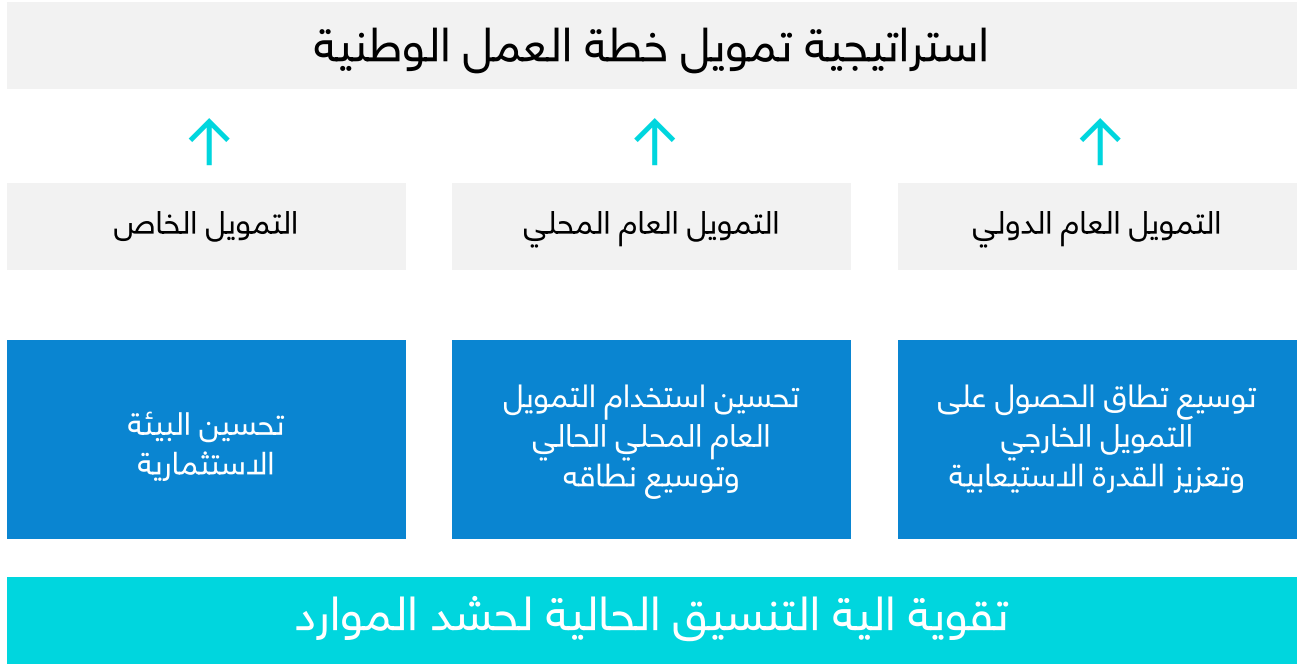 استراتيجية تمويل خطة العمل الوطنية
التمويل العام الدولي
التمويل العام المحلي
التمويل الخاص
توسيع تطاق الحصول على
التمويل الخارجي
وتعزيز القدرة الاستيعابية
تحسين استخدام التمويل
العام المحلي الحالي
وتوسيع نطاقه
تحسين البيئة
الاستثمارية
تقوية الية التنسيق الحالية لحشد الموارد